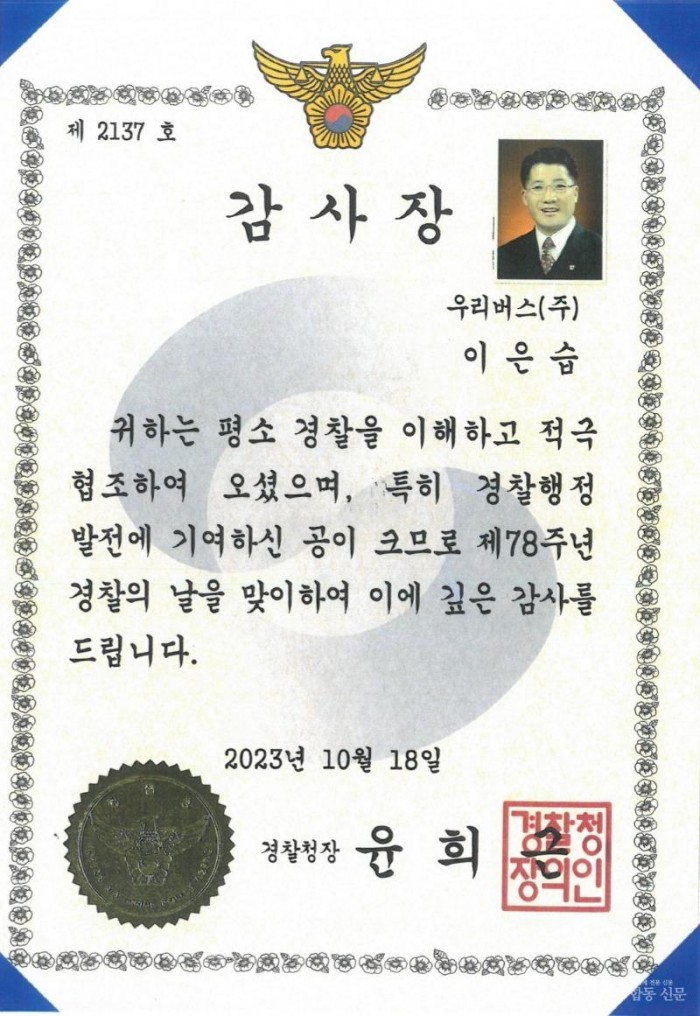 제 2137 호
감사장
우리버스(주)
이은습
귀하는 평소 경찰을 이해하고 적극
협조하여 오셨으며, 특히 경찰행정
발전에 기여하신 공이 크므로 제78주년
경찰의 날을 맞이하여 이에 깊은 감사를
드립니다.
2023년 10월 18일
경찰청장 윤희근
경찰청
장의인
합동 신문